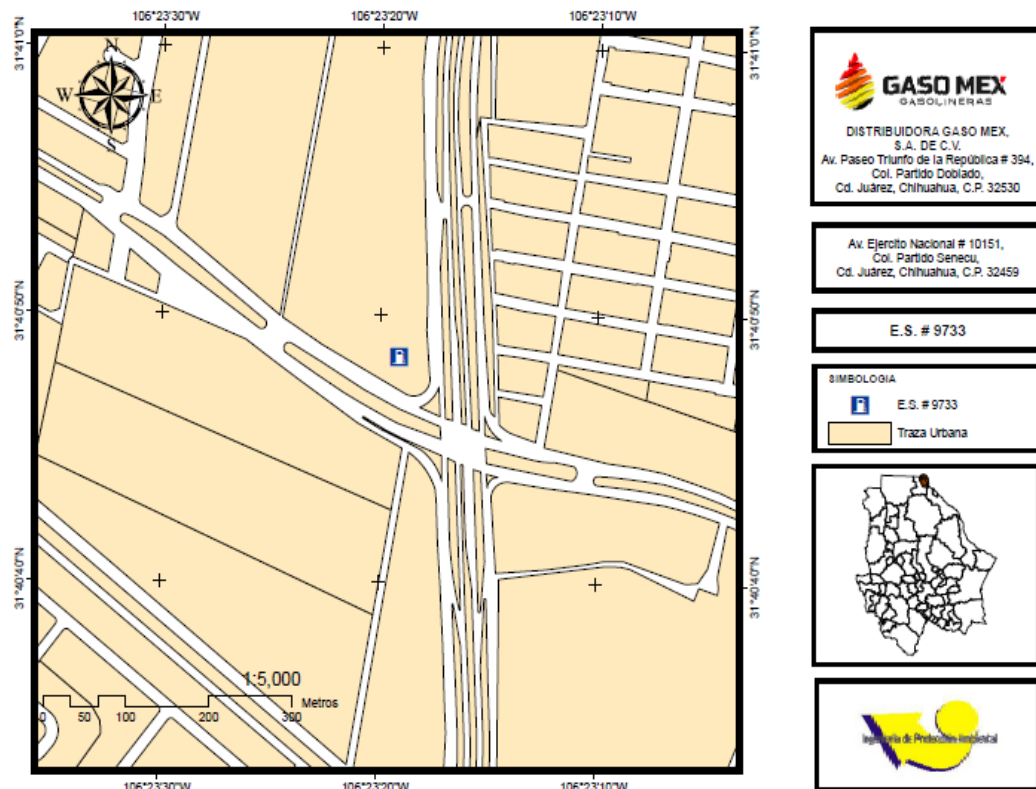 106°23'30"W
106°23'20"W
106°23'10"W
31°41'0"N
31°41'0"N
N
W
E
S
31°40'50"N
31°40'50"N
31°40'40"N
31°40'40"N
1:5,000
Metros
0 50 100 200 300
106°23'30"W
106°23'20"W
106°23'10"W
GASO MEX
GASOLINERAS
DISTRIBUIDORA GASO MEX,
S.A. DE C.V.
Av. Paseo Triunfo de la República # 394,
Col. Partido Doblado,
Cd. Juárez, Chihuahua, C.P. 32530
Av. Ejercito Nacional # 10151,
Col. Partido Senecu,
Cd. Juárez, Chihuahua, C.P. 32459
E.S. # 9733
SIMBOLOGIA
E.S. # 9733
Traza Urbana
Ingeniería de Protección Ambiental